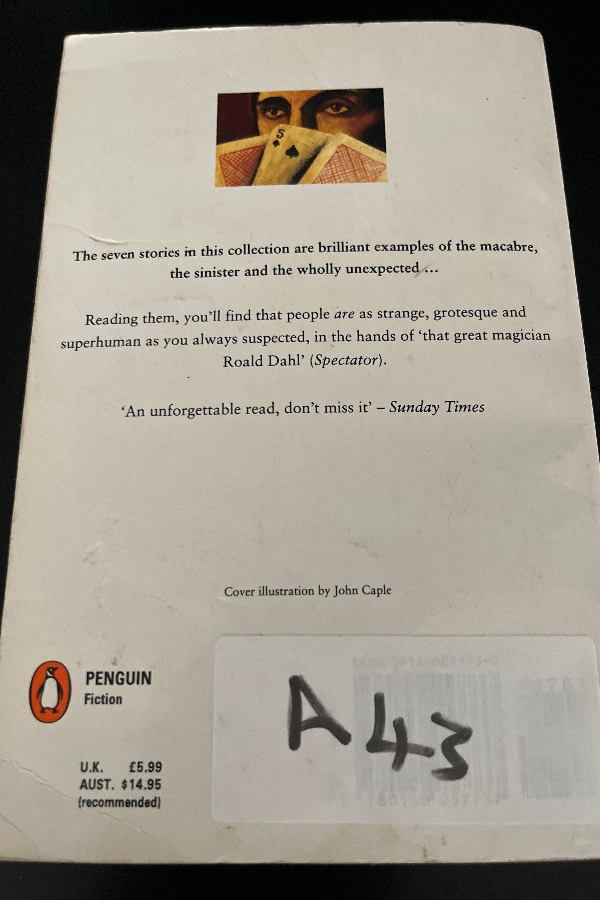 S
The seven stories in this collection are brilliant examples of the macabre,
the sinister and the wholly unexpected ...
Reading them, you'll find that people are as strange, grotesque and
superhuman as you always suspected, in the hands of 'that great magician
Roald Dahl' (Spectator).
'An unforgettable read, don't miss it' – Sunday Times
Cover illustration by John Caple
PENGUIN
Fiction
U.K. £5.99
AUST. $14.95
(recommended)
A43